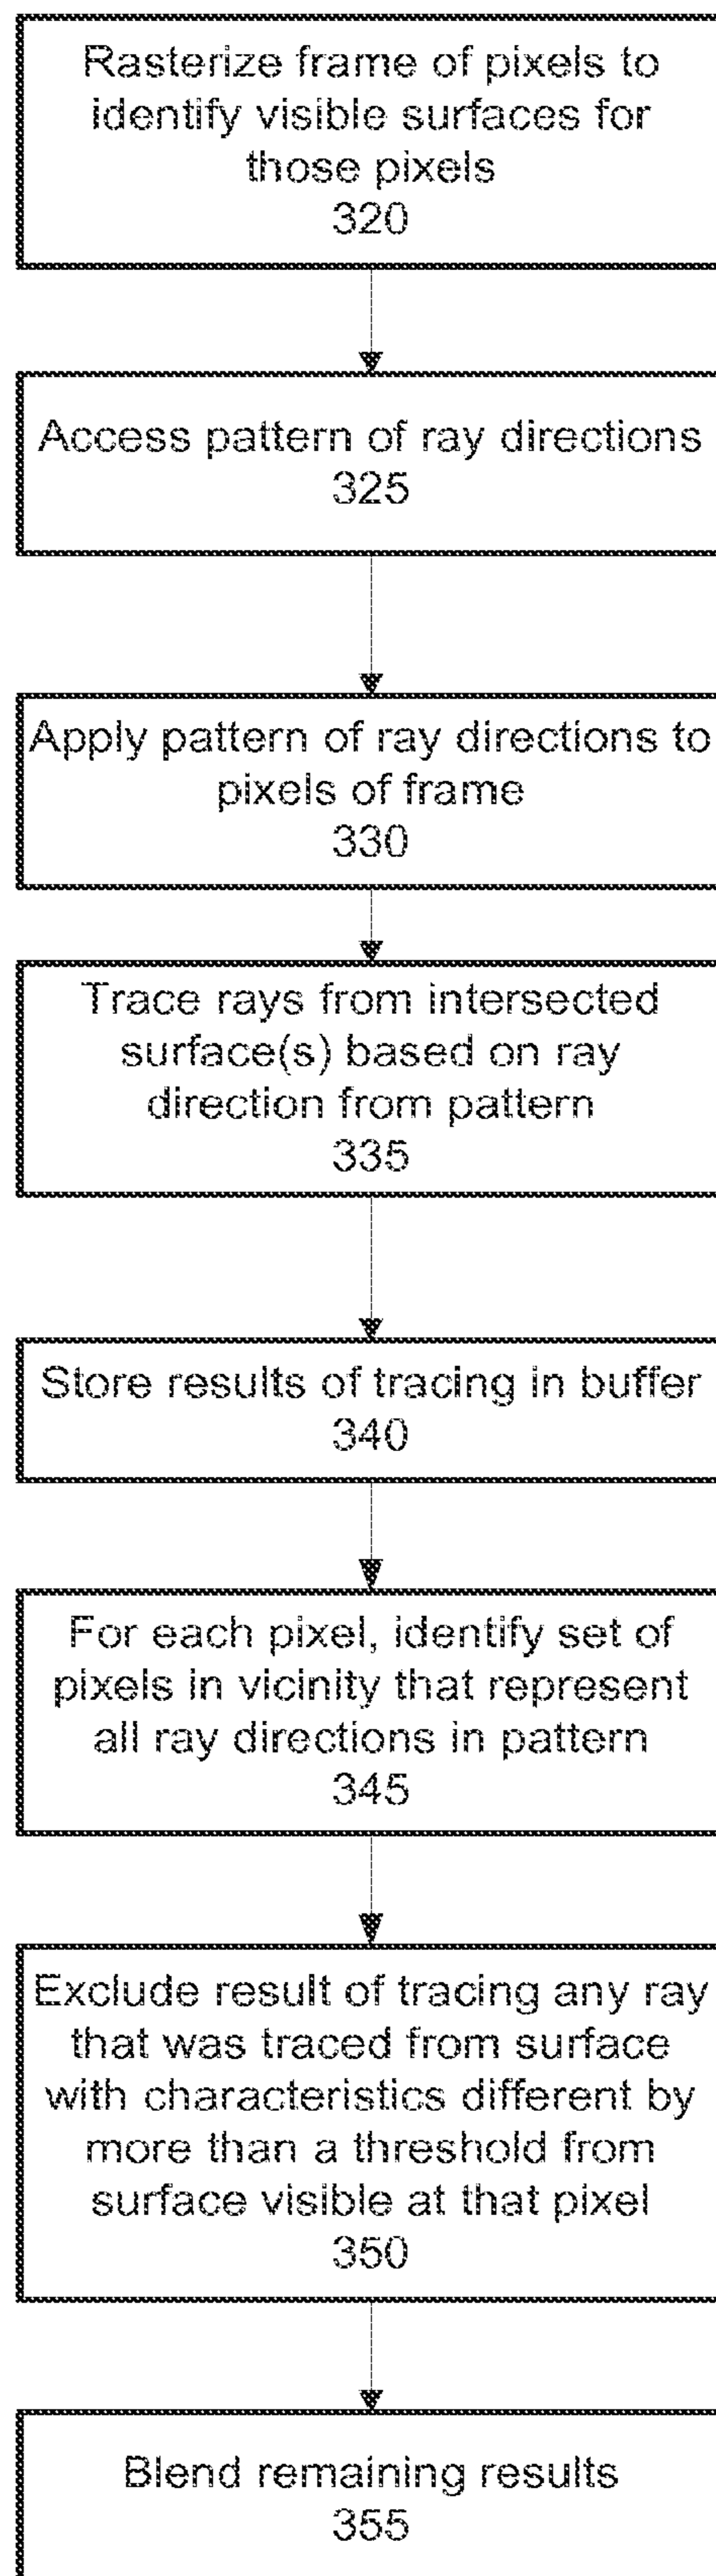 Rasterize frame of pixels to
identify visible surfaces for
those pixels
320
Access pattern of ray directions
325
Apply pattern of ray directions to
pixels of frame
330
Trace rays from intersected
surface(s) based on ray
direction from pattern
335
Store results of tracing in buffer
340
For each pixel, identify set of
pixels in vicinity that represent
all ray directions in pattern
345
Exclude result of tracing any ray
that was traced from surface
with characteristics different by
more than a threshold from
surface visible at that pixel
350
Blend remaining results
355